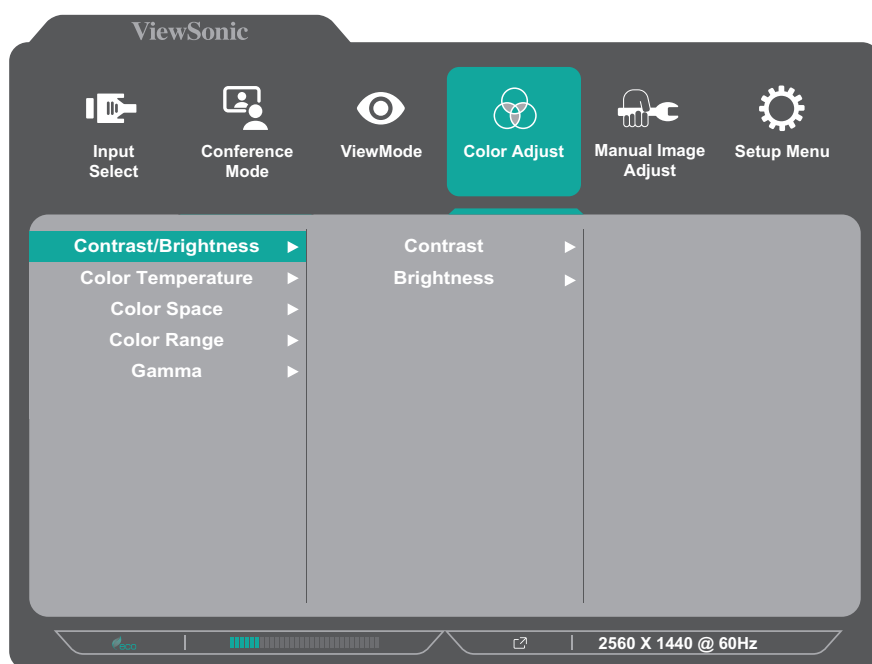 ViewSonic
Input
Select
Conference
Mode
ViewMode
Color Adjust
Manual Image
Adjust
Setup Menu
Contrast/Brightness
Color Temperature
Color Space
Color Range
Gamma
Contrast
Brightness
eco
2560 X 1440 @ 60Hz